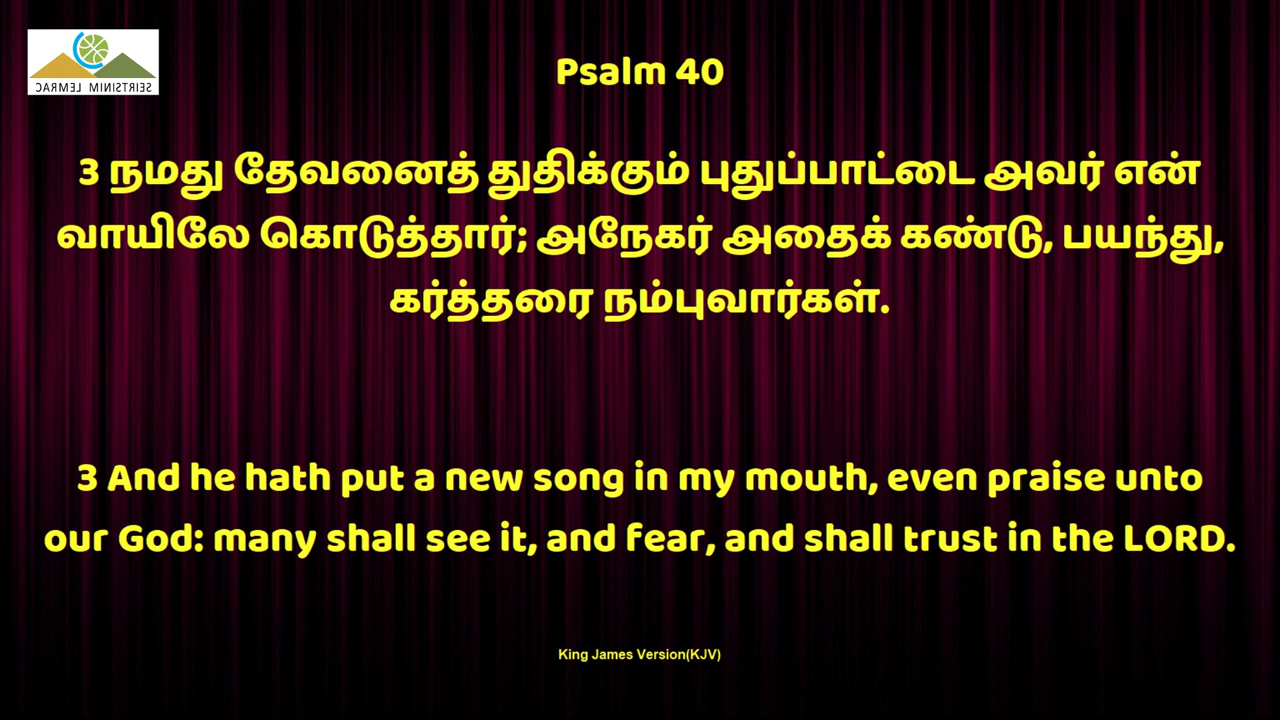 CARMEL MINISTRIES
Psalm 40
3 நமது தேவனைத் துதிக்கும் புதுப்பாட்டை அவர் என்
வாயிலே கொடுத்தார்; அநேகர் அதைக் கண்டு, பயந்து,
கர்த்தரை நம்புவார்கள்.
3 And he hath put a new song in my mouth, even praise unto
our God: many shall see it, and fear, and shall trust in the LORD.
King James Version(KJV)